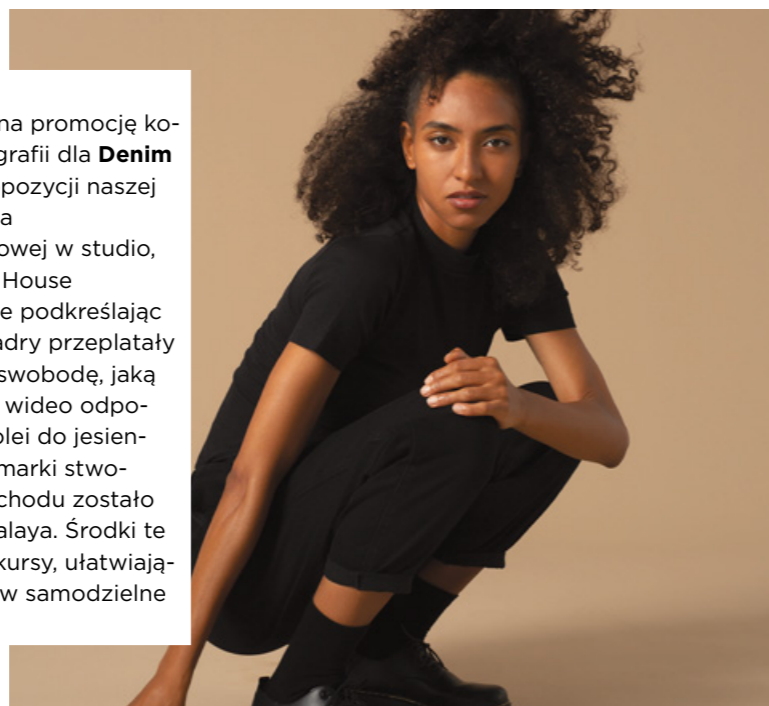 na promocję ko-
grafii dla Denim
pozycji naszej
a
owej w studio,
House
e podkreślając
adry przeplatały
swobodę, jaką
wideo odpo-
olei do jesien-
marki stwo-
chodu zostało
alaya. Środki te
kursy, ułatwiają-
w samodzielne